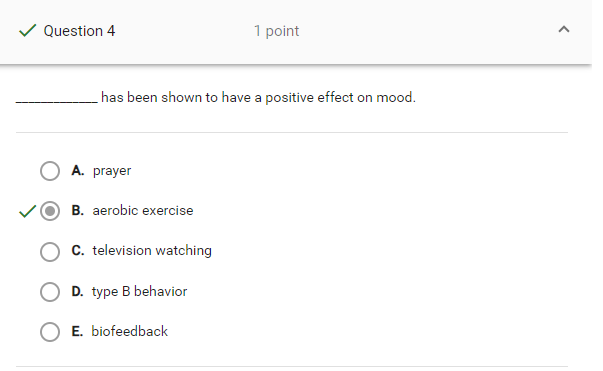 Question 4 1 point
____________ has been shown to have a positive effect on mood.
A. prayer
B. aerobic exercise
C. television watching
D. type B behavior
E. biofeedback